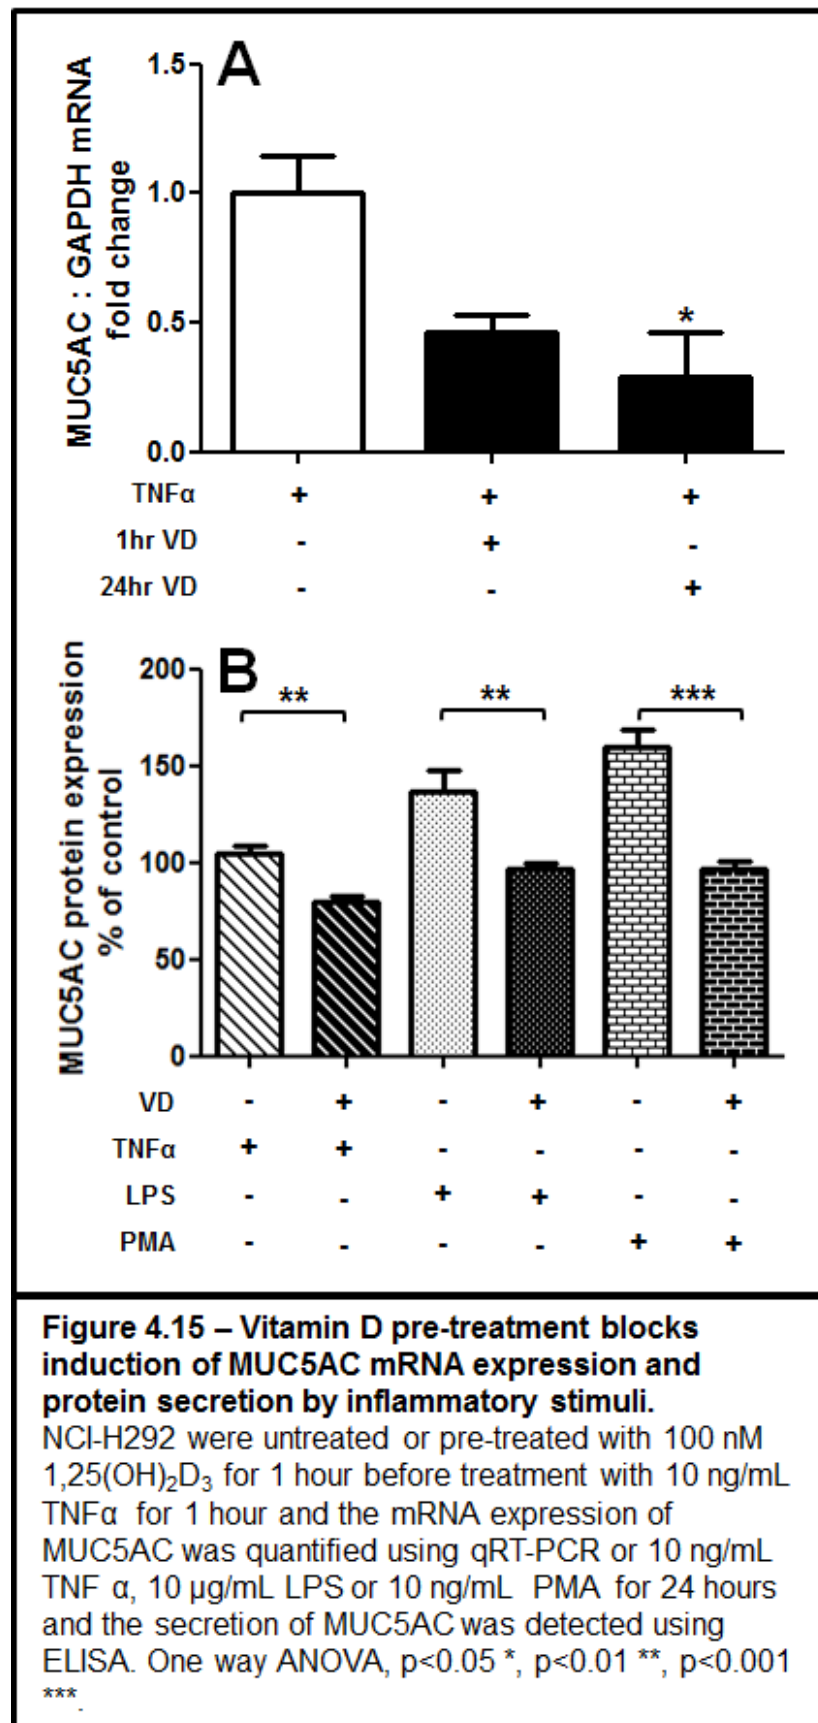 A
MUC5AC : GAPDH mRNA
fold change
1.5
1.0
0.5
0.0
*
TNFα + + +
1hr VD - + -
24hr VD - - +
B
MUC5AC protein expression
% of control
200
150
100
50
0
** ** ***
VD - + - + - +
TNFα + + - - - -
LPS - - + + - -
PMA - - - - + +
Figure 4.15 – Vitamin D pre-treatment blocks
induction of MUC5AC mRNA expression and
protein secretion by inflammatory stimuli.
NCI-H292 were untreated or pre-treated with 100 nM
1,25(OH)₂D₃ for 1 hour before treatment with 10 ng/mL
TNFα for 1 hour and the mRNA expression of
MUC5AC was quantified using qRT-PCR or 10 ng/mL
TNF α, 10 µg/mL LPS or 10 ng/mL PMA for 24 hours
and the secretion of MUC5AC was detected using
ELISA. One way ANOVA, p<0.05 *, p<0.01 **, p<0.001
***.